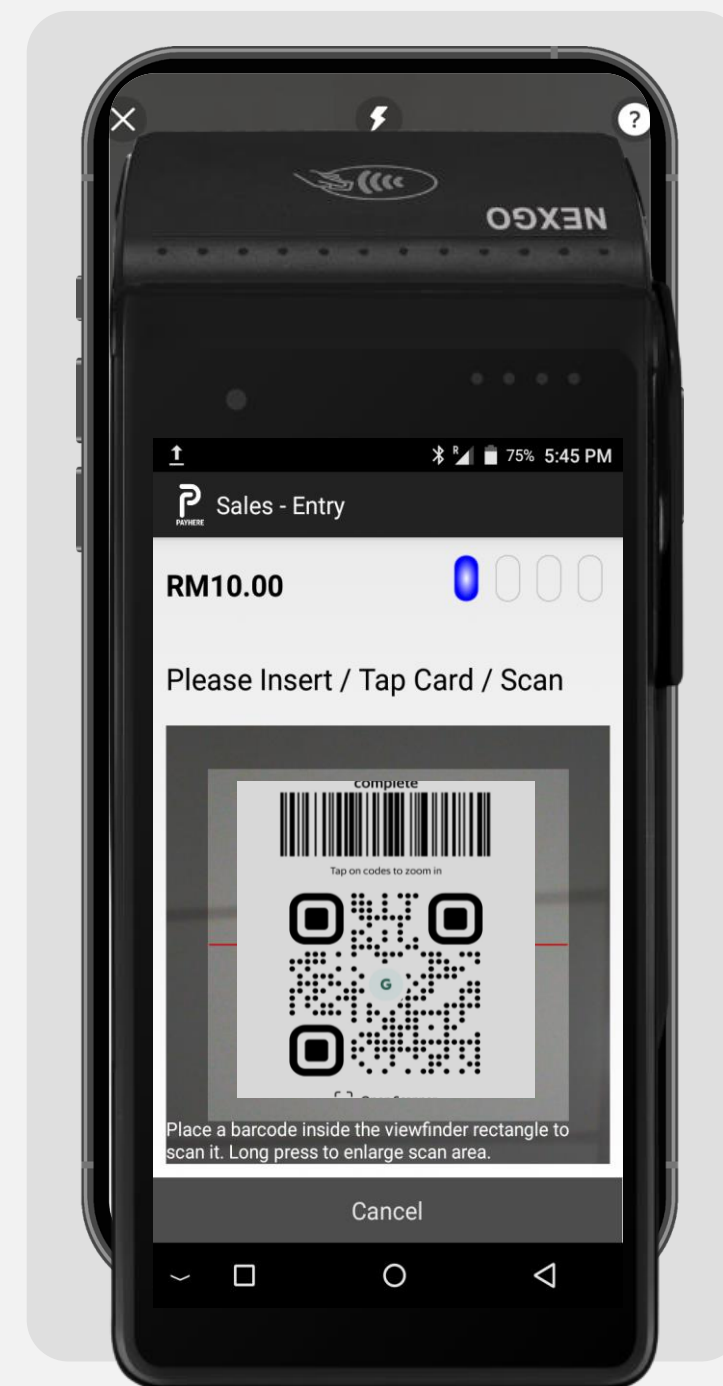 ?
NEXGO
75% 5:45 PM
PAYHERE
Sales - Entry
RM10.00
Please Insert / Tap Card / Scan
complete
Tap on codes to zoom in
G
Place a barcode inside the viewfinder rectangle to
scan it. Long press to enlarge scan area.
Cancel